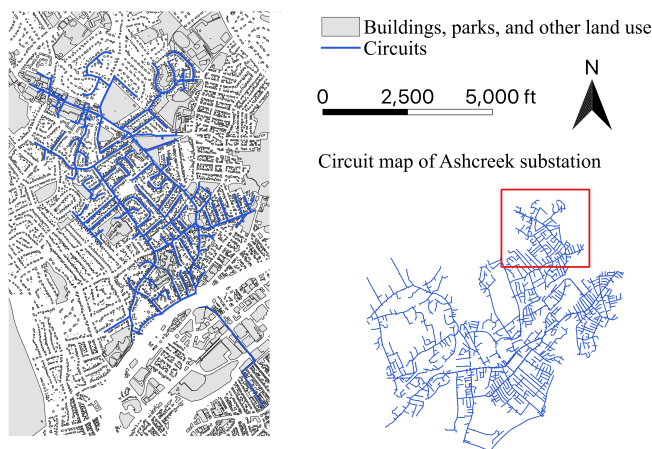 Buildings, parks, and other land use
Circuits
N
0 2,500 5,000 ft
Circuit map of Ashcreek substation